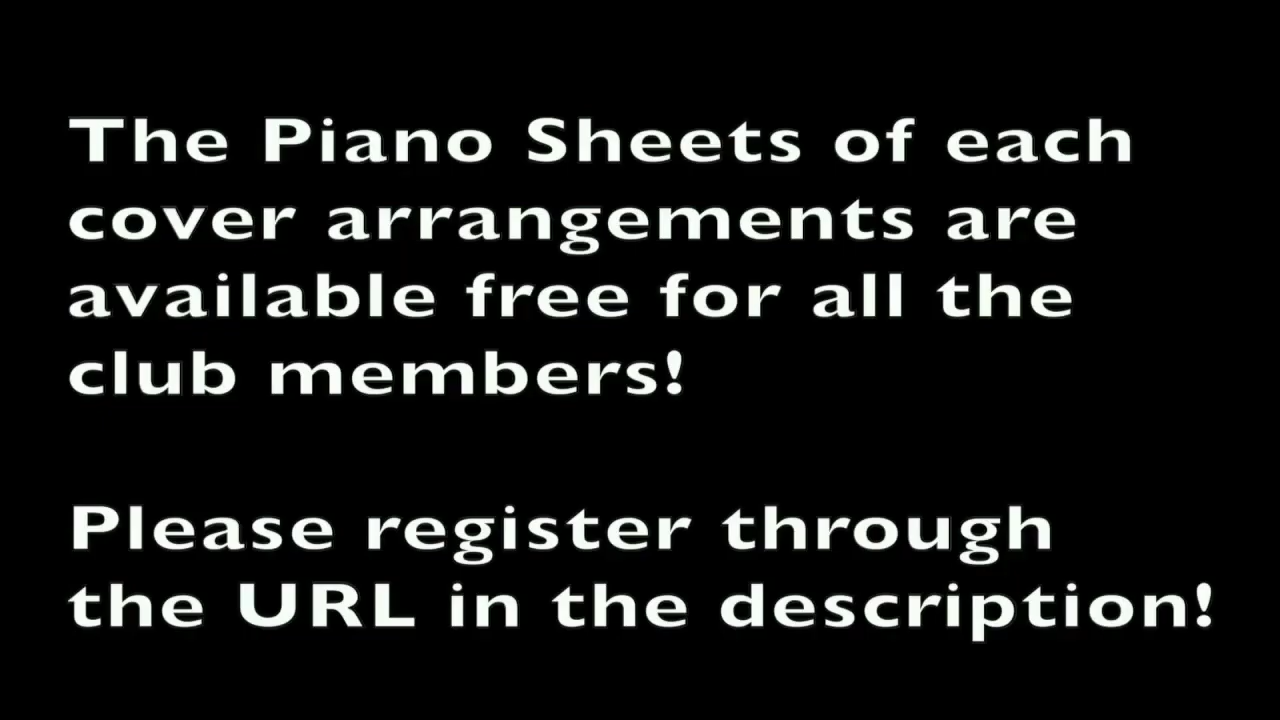 The Piano Sheets of each
cover arrangements are
available free for all the
club members!
Please register through
the URL in the description!